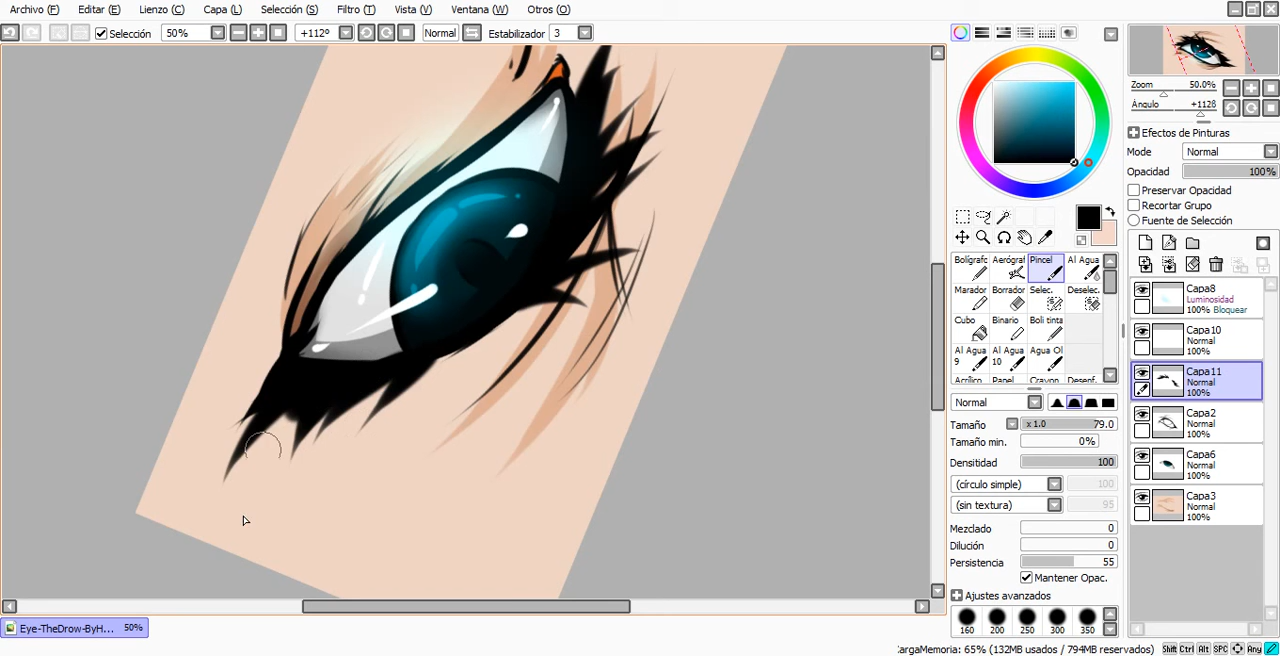 Archivo (F) Editar (E) Lienzo (C) Capa (L) Selección (S) Filtro (T) Vista (V) Ventana (W) Otros (O)
Selección 50% +112º Normal Estabilizador 3
Zoom 50.0%
Ángulo +112º
Efectos de Pinturas
Mode Normal
Opacidad 100%
Preservar Opacidad
Recortar Grupo
Fuente de Selección
Bolígraf Aerógraf Pincel Al Agua
Marador Borrador Selec. Deselec.
Cubo Binario Boli tinta
Al Agua 9 Al Agua 10 Agua Ol
Acrílico Papel Crayon Desenf.
Normal
Tamaño x 1.0 79.0
Tamaño min. 0%
Densitidad 100
(círculo simple) 100
(sin textura) 95
Mezclado 0
Dilución 0
Persistencia 55
Mantener Opac.
Ajustes avanzados
160 200 250 300 350
Capa8
Luminosidad
100% Bloquear
Capa10
Normal
100%
Capa11
Normal
100%
Capa2
Normal
100%
Capa6
Normal
100%
Capa3
Normal
100%
Eye-TheDrow-ByH... 50%
argaMemoria: 65% (132MB usados / 794MB reservados) Shift Ctrl Alt SPC Any